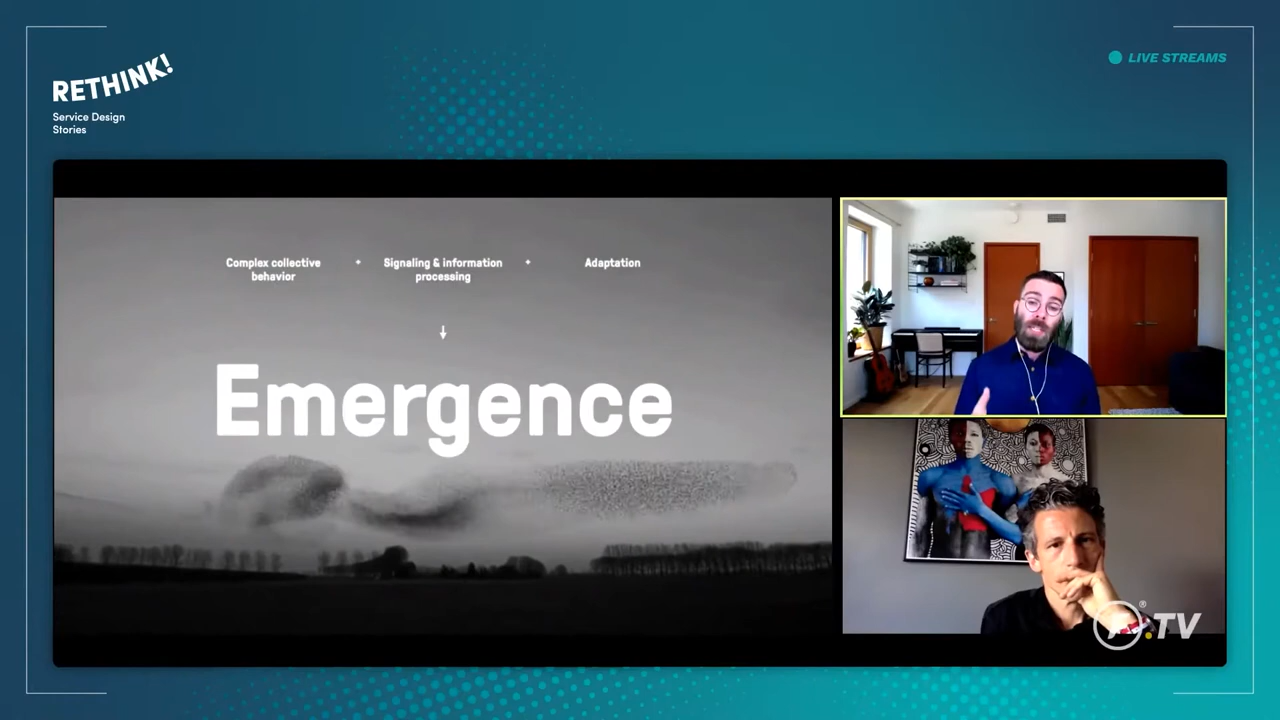 RETHINK!
Service Design
Stories
LIVE STREAMS
Complex collective
behavior
+
Signaling & information
processing
+
Adaptation
↓
Emergence
®
.TV